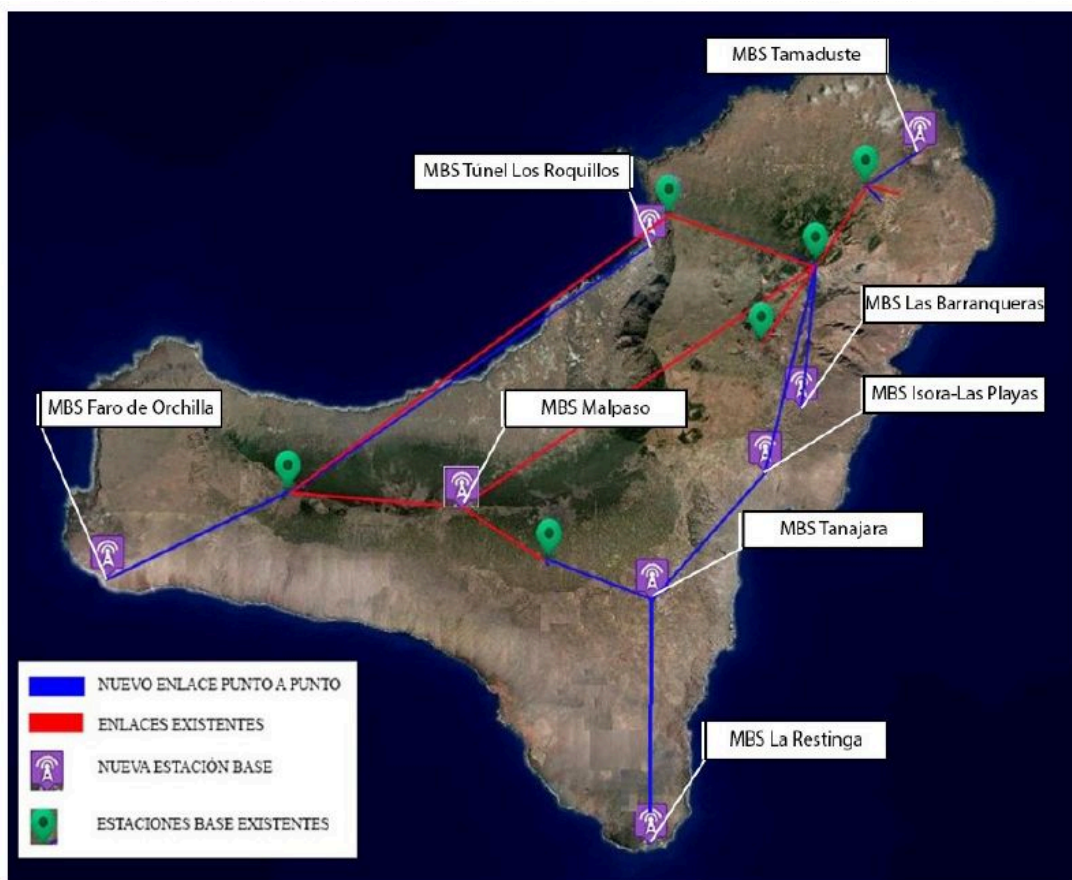 MBS Tamaduste
MBS Túnel Los Roquillos
MBS Las Barranqueras
MBS Isora-Las Playas
MBS Faro de Orchilla
MBS Malpaso
MBS Tanajara
MBS La Restinga
NUEVO ENLACE PUNTO A PUNTO
ENLACES EXISTENTES
NUEVA ESTACIÓN BASE
ESTACIONES BASE EXISTENTES